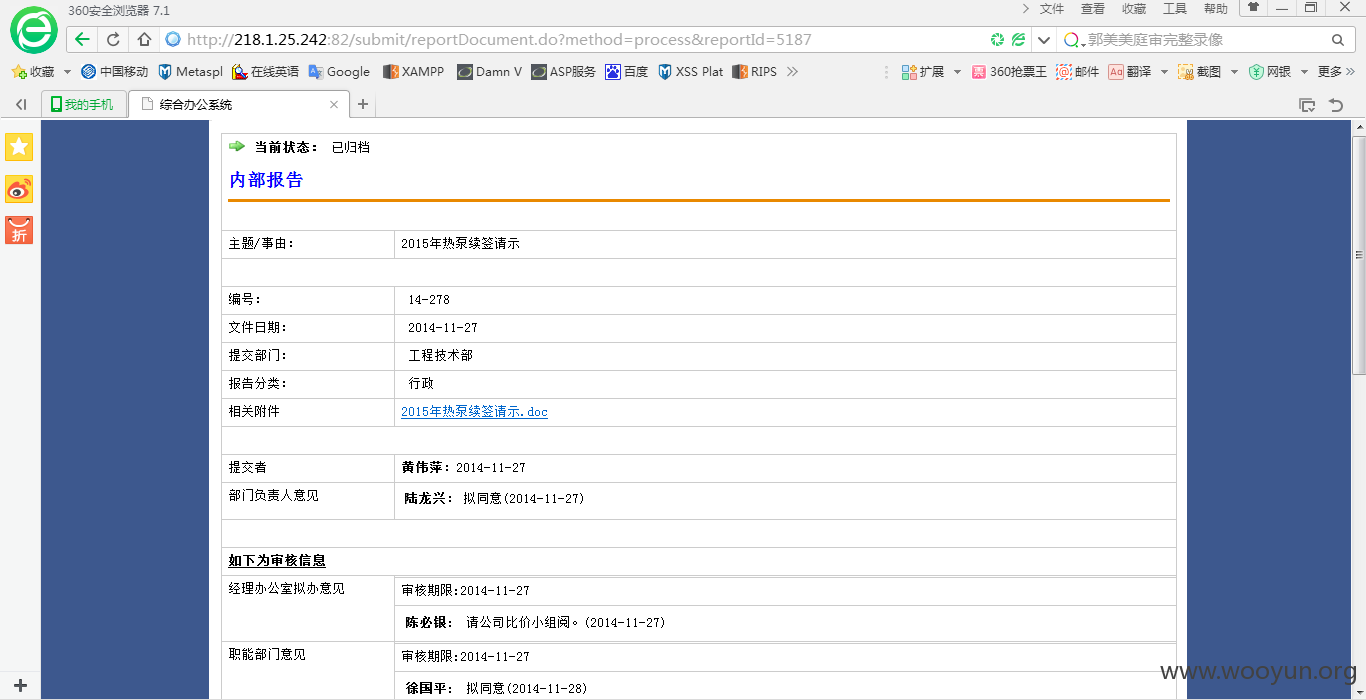 360安全浏览器 7.1
文件 查看 收藏 工具 帮助
http://218.1.25.242:82/submit/reportDocument.do?method=process&reportId=5187
郭美美庭审完整录像
收藏 中国移动 Metaspl 在线英语 Google XAMPP Damn V ASP服务 百度 XSS Plat RIPS 扩展 360抢票王 邮件 翻译 截图 网银 更多
我的手机 综合办公系统
当前状态: 已归档
内部报告
主题/事由: 2015年热泵续签请示
编号: 14-278
文件日期: 2014-11-27
提交部门: 工程技术部
报告分类: 行政
相关附件 2015年热泵续签请示.doc
提交者 黄伟萍: 2014-11-27
部门负责人意见 陆龙兴: 拟同意(2014-11-27)
如下为审核信息
经理办公室拟办意见 审核期限:2014-11-27
陈必银: 请公司比价小组阅。(2014-11-27)
职能部门意见 审核期限:2014-11-27
徐国平: 拟同意(2014-11-28)
折
www.wooyun.org